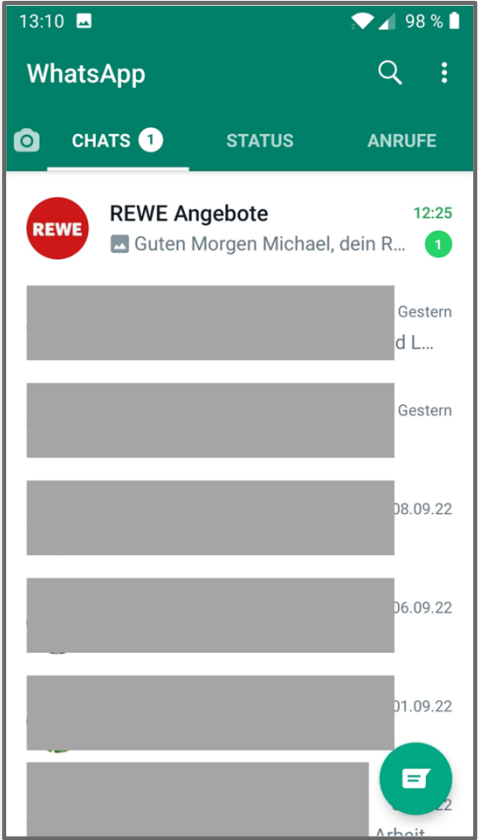 13:10 98 %
WhatsApp
CHATS 1 STATUS ANRUFE
REWE
REWE Angebote 12:25
Guten Morgen Michael, dein R... 1
Gestern
d L...
Gestern
08.09.22
06.09.22
01.09.22
22
Arbeit